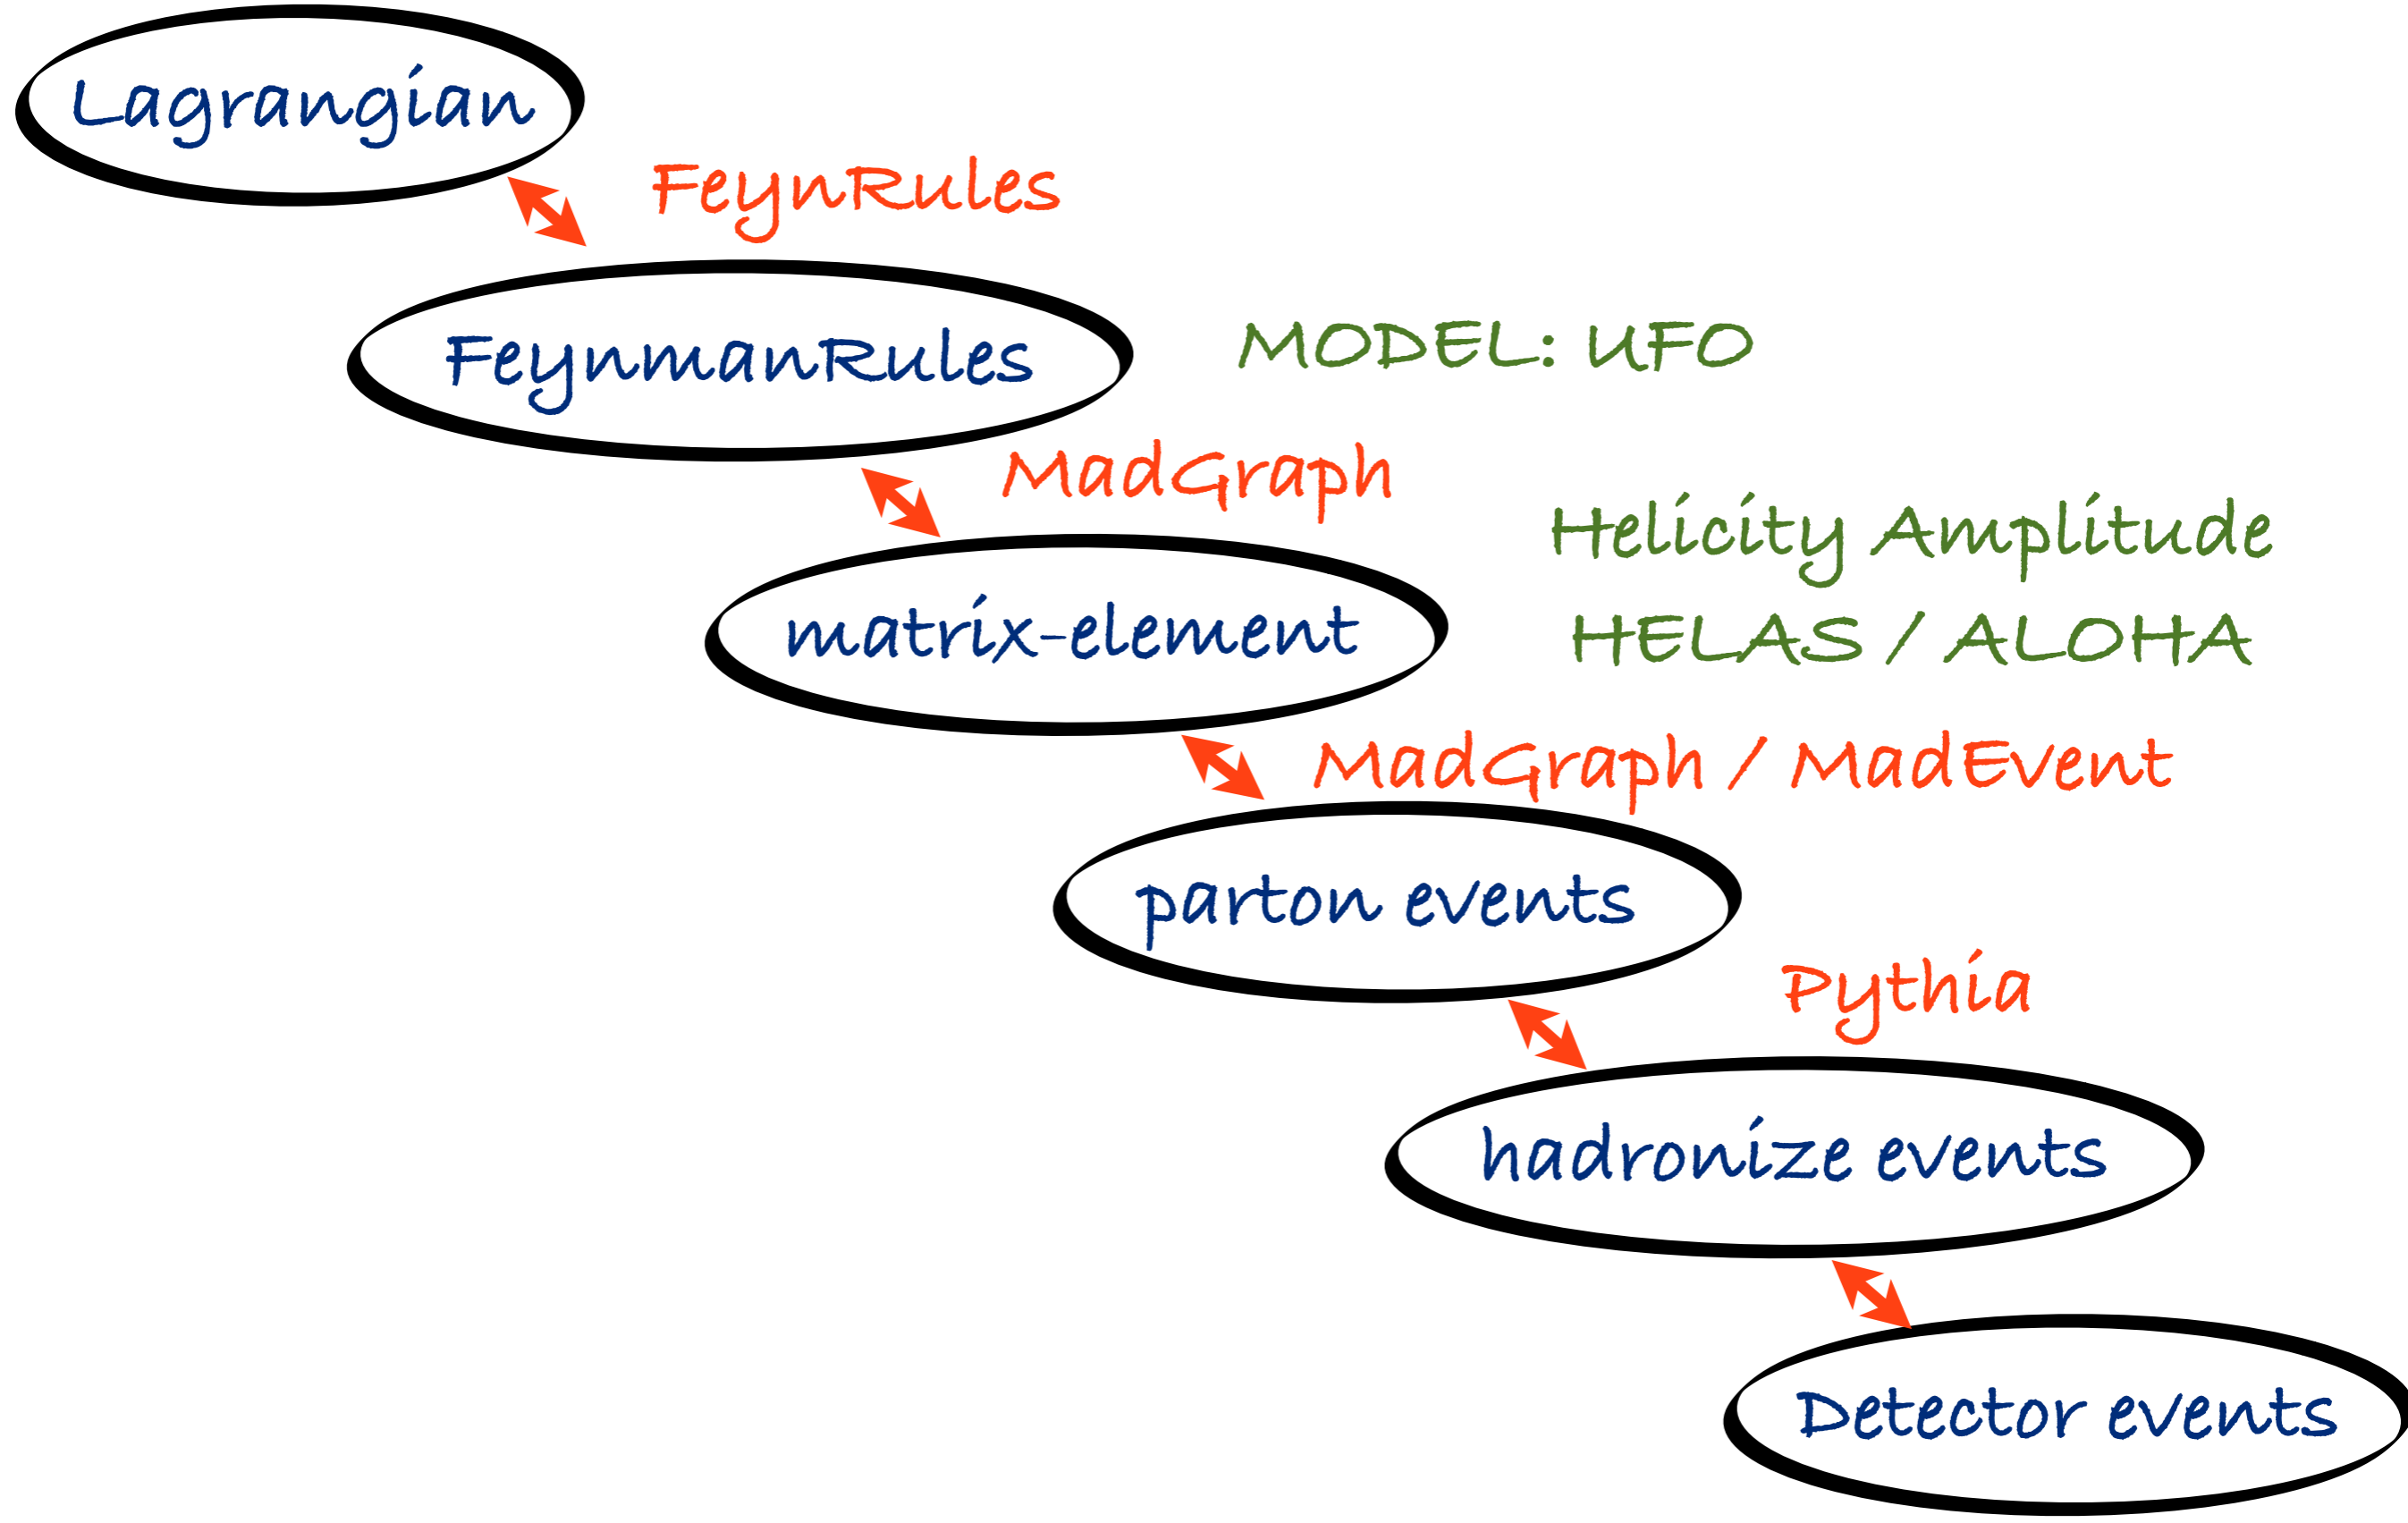 Lagrangian
FeynRules
FeynmanRules
MODEL: UFO
MadGraph
Helicity Amplitude
matrix-element
HELAS / ALOHA
MadGraph / MadEvent
parton events
Pythia
hadronize events
Detector events